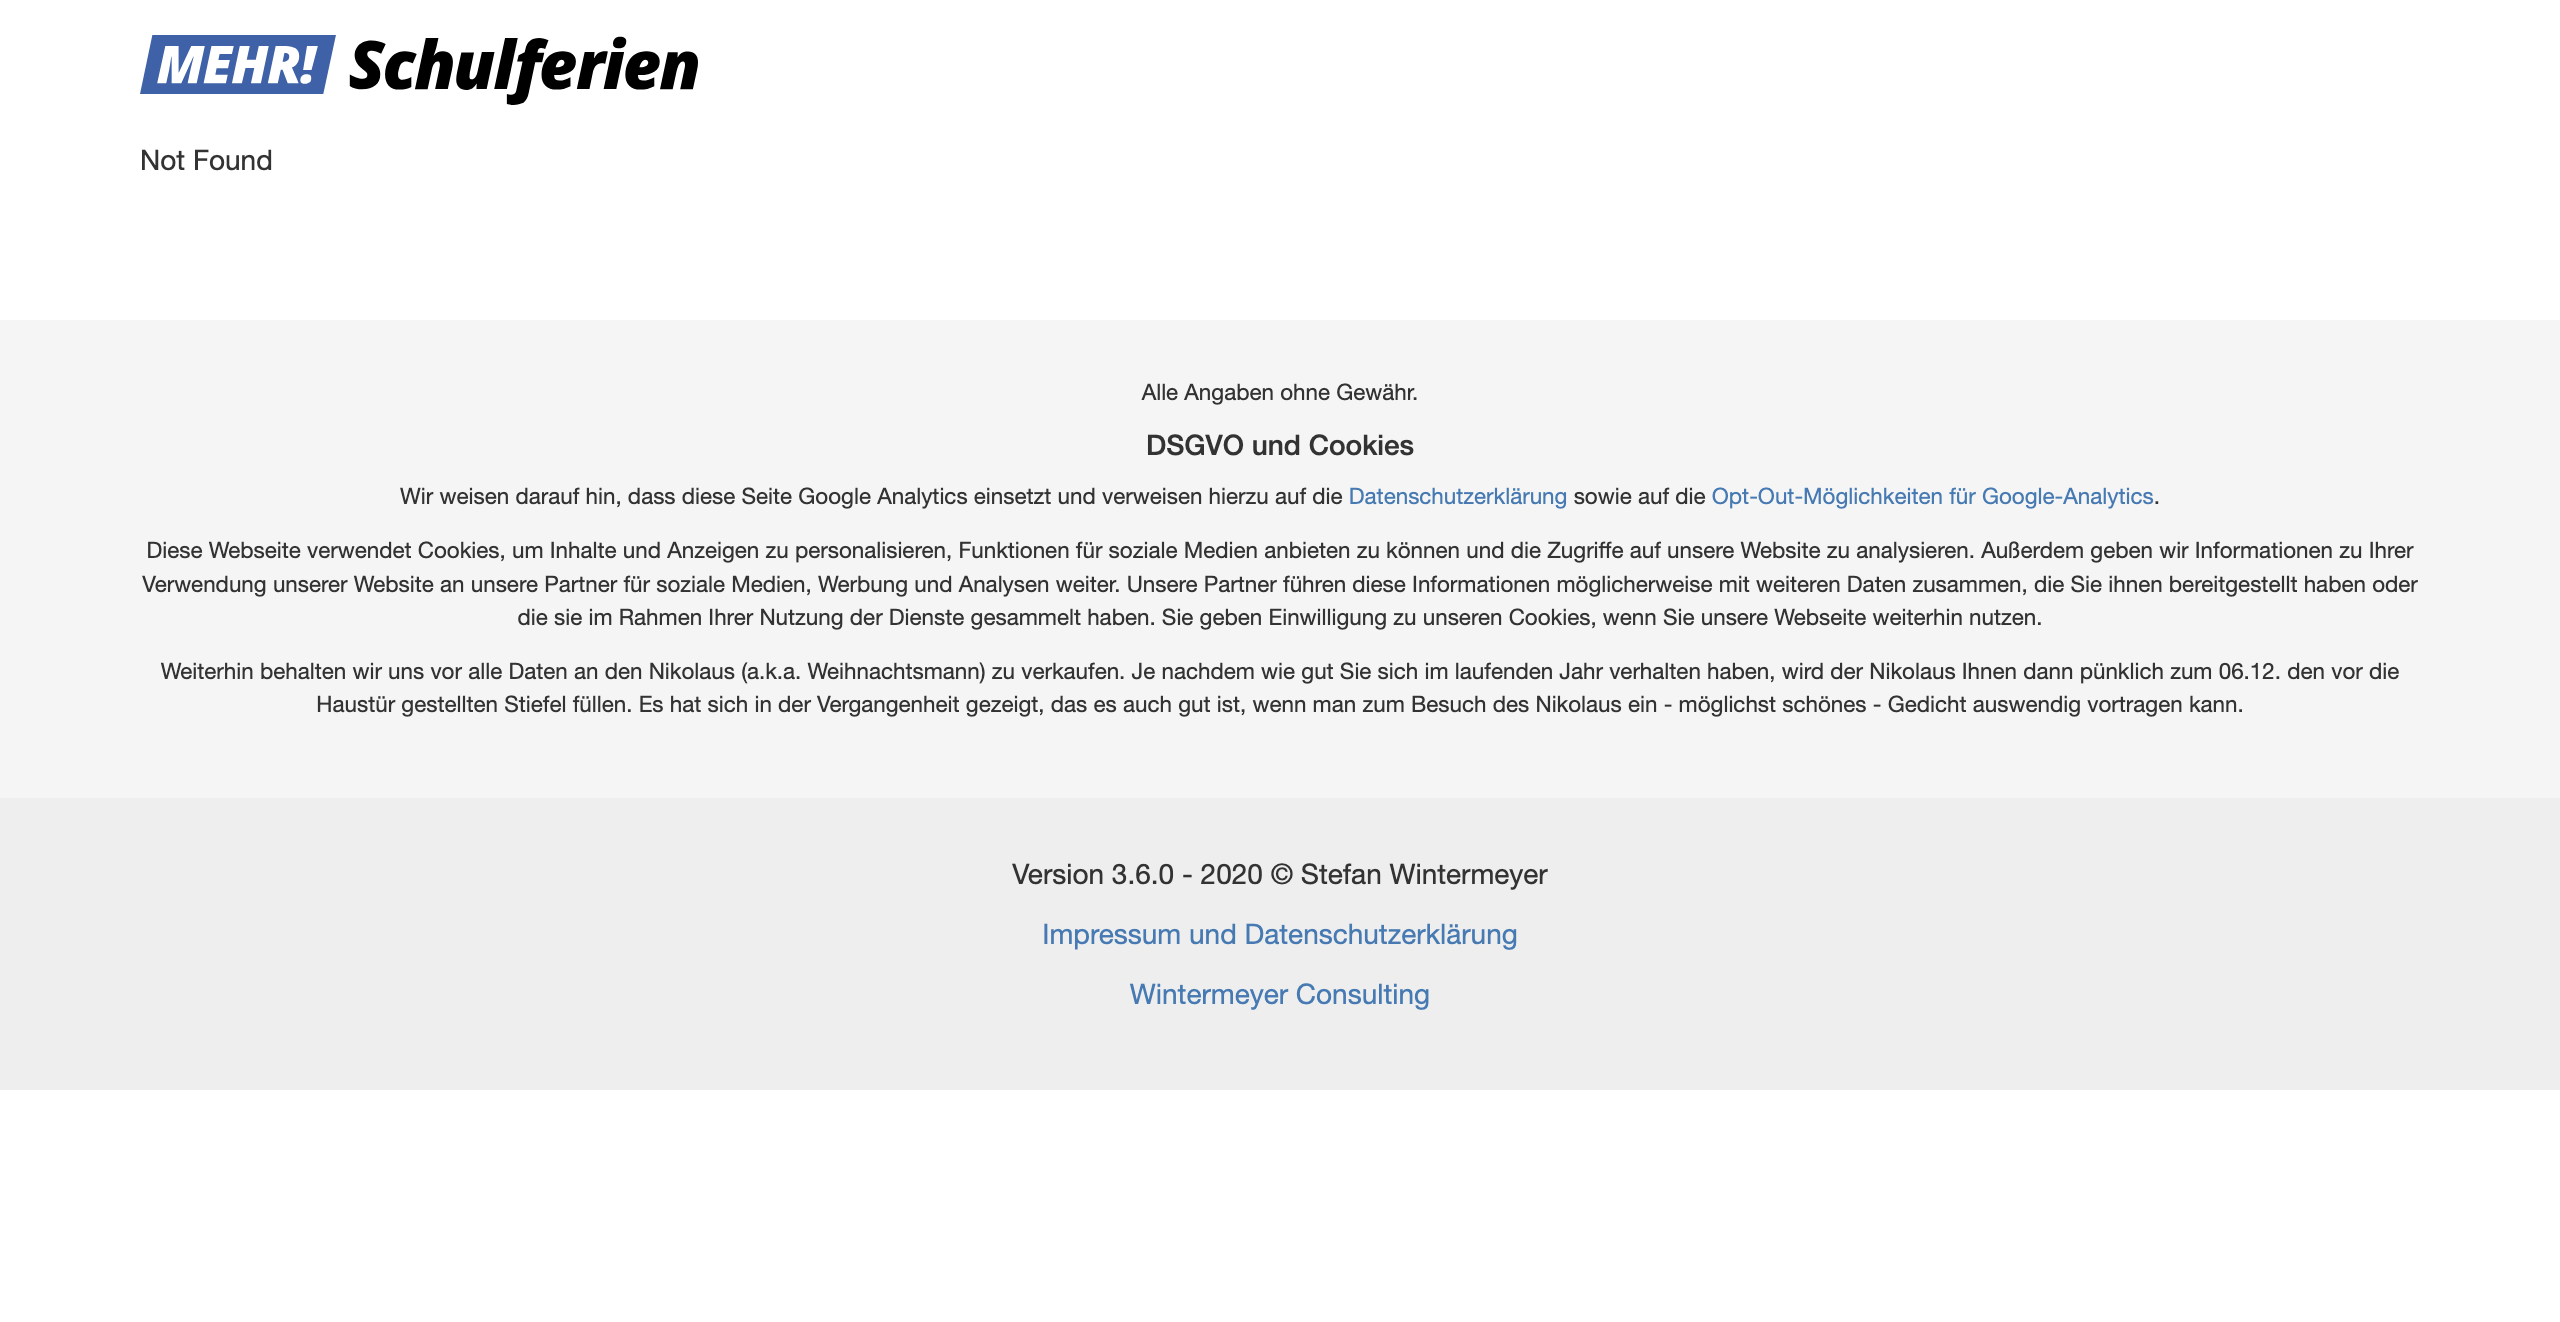 MEHR! Schulferien
Not Found
Alle Angaben ohne Gewähr.
DSGVO und Cookies
Wir weisen darauf hin, dass diese Seite Google Analytics einsetzt und verweisen hierzu auf die Datenschutzerklärung sowie auf die Opt-Out-Möglichkeiten für Google-Analytics.
Diese Webseite verwendet Cookies, um Inhalte und Anzeigen zu personalisieren, Funktionen für soziale Medien anbieten zu können und die Zugriffe auf unsere Website zu analysieren. Außerdem geben wir Informationen zu Ihrer
Verwendung unserer Website an unsere Partner für soziale Medien, Werbung und Analysen weiter. Unsere Partner führen diese Informationen möglicherweise mit weiteren Daten zusammen, die Sie ihnen bereitgestellt haben oder
die sie im Rahmen Ihrer Nutzung der Dienste gesammelt haben. Sie geben Einwilligung zu unseren Cookies, wenn Sie unsere Webseite weiterhin nutzen.
Weiterhin behalten wir uns vor alle Daten an den Nikolaus (a.k.a. Weihnachtsmann) zu verkaufen. Je nachdem wie gut Sie sich im laufenden Jahr verhalten haben, wird der Nikolaus Ihnen dann pünklich zum 06.12. den vor die
Haustür gestellten Stiefel füllen. Es hat sich in der Vergangenheit gezeigt, das es auch gut ist, wenn man zum Besuch des Nikolaus ein - möglichst schönes - Gedicht auswendig vortragen kann.
Version 3.6.0 - 2020 © Stefan Wintermeyer
Impressum und Datenschutzerklärung
Wintermeyer Consulting